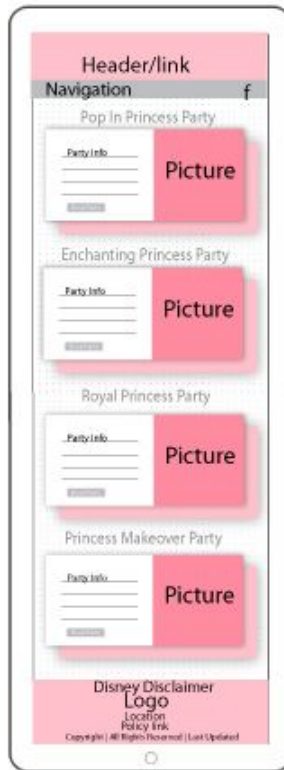 Header/link
Navigation f
Pop In Princess Party
Party Info
Picture
Enchanting Princess Party
Party Info
Picture
Royal Princess Party
Party Info
Picture
Princess Makeover Party
Party Info
Picture
Disney Disclaimer
Logo
Location
Policy link
Copyright | All Rights Reserved | Last Updated